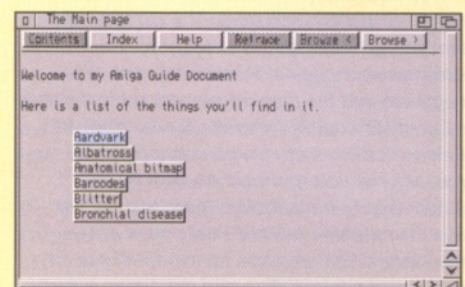 The Main page
Contents Index Help Retrace Browse < Browse >
Welcome to my Amiga Guide Document
Here is a list of the things you'll find in it.
Aardvark
Albatross
Anatomical bitmap
Barcodes
Blitter
Bronchial disease